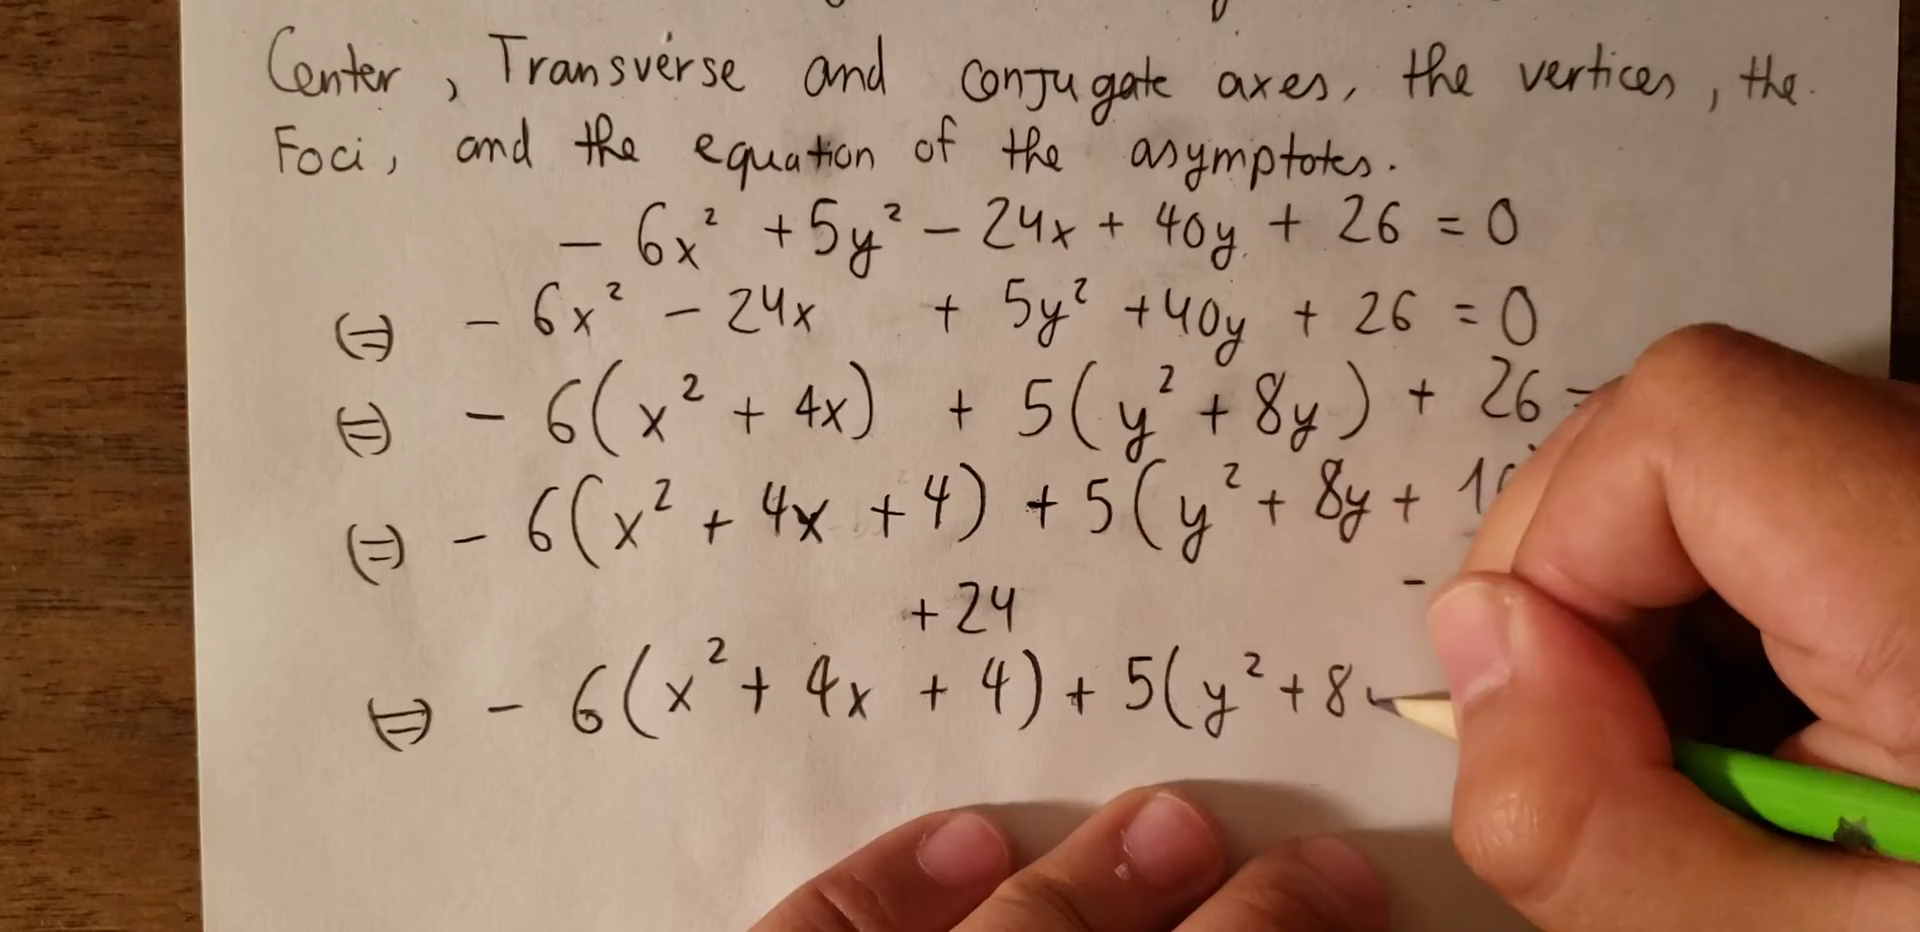 Center, Transverse and conjugate axes, the vertices, the
Foci, and the equation of the asymptotes.
- 6x² + 5y² - 24x + 40y + 26 = 0
⇔ - 6x² - 24x + 5y² + 40y + 26 = 0
⇔ - 6(x² + 4x) + 5(y² + 8y) + 26
⇔ - 6(x² + 4x + 4) + 5(y² + 8y +
+ 24 -
⇔ - 6(x² + 4x + 4) + 5(y² + 8